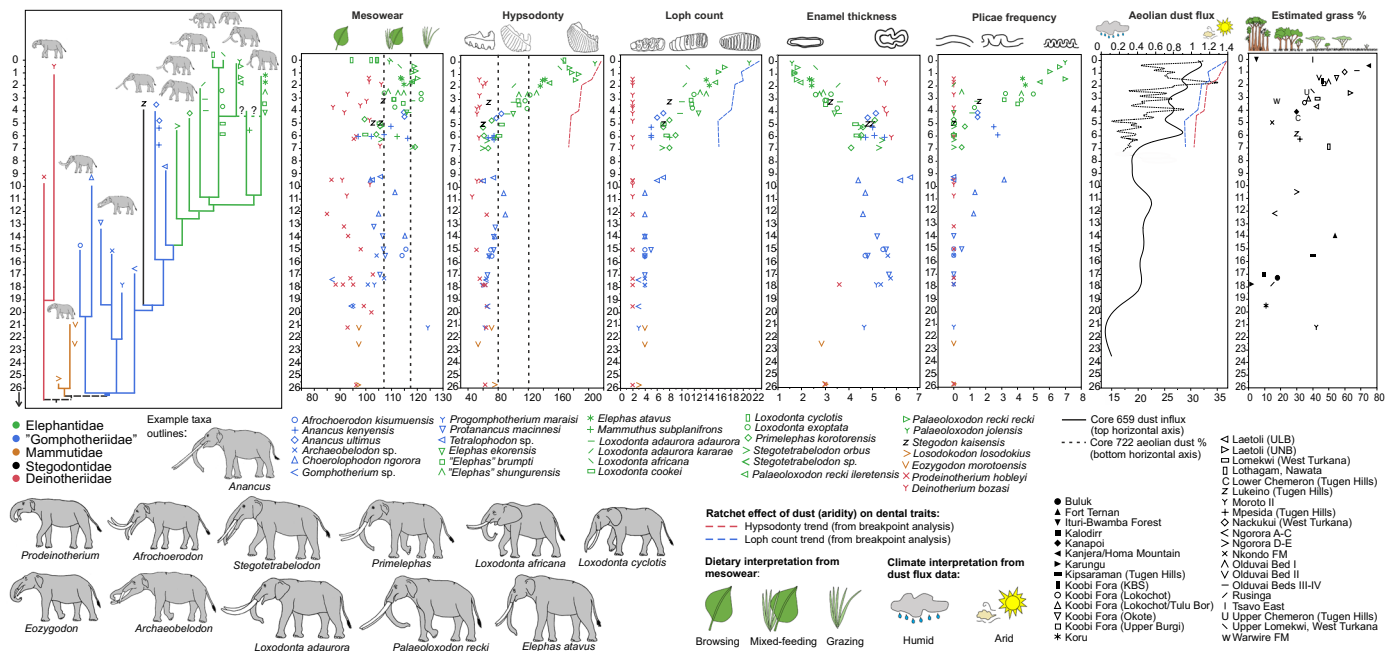 Mesowear
Hypsodonty
Loph count
Enamel thickness
Plicae frequency
Aeolian dust flux
Estimated grass %
0 0.2 0.4 0.6 0.8 1 1.2 1.4
0
1
2
3
4
5
6
7
8
9
10
11
12
13
14
15
16
17
18
19
20
21
22
23
24
25
26
? ?
80 90 100 110 120 130
40 80 120 160 200
0 2 4 6 8 10 12 14 16 18 20 22
1 2 3 4 5 6 7
0 1 2 3 4 5 6 7 8
10 15 20 25 30 35
0 10 20 30 40 50 60 70 80
Elephantidae
"Gomphotheriidae"
Mammutidae
Stegodontidae
Deinotheriidae
Example taxa
outlines:
Anancus
Afrochoerodon kisumuensis
Anancus kenyensis
Anancus ultimus
Archaeobelodon sp.
Choerolophodon ngorora
Gomphotherium sp.
Progomphotherium maraisi
Protanancus macinnesi
Tetralophodon sp.
Elephas ekorensis
"Elephas" brumpti
"Elephas" shungurensis
Elephas atavus
Mammuthus subplanifrons
Loxodonta adaurora adaurora
Loxodonta adaurora kararae
Loxodonta africana
Loxodonta cookei
Loxodonta cyclotis
Loxodonta exoptata
Primelephas korotorensis
Stegotetrabelodon orbus
Stegotetrabelodon sp.
Palaeoloxodon recki ileretensis
Palaeoloxodon recki recki
Palaeoloxodon jolensis
Stegodon kaisensis
Losodokodon losodokius
Eozygodon morotoensis
Prodeinotherium hobleyi
Deinotherium bozasi
Core 659 dust influx
(top horizontal axis)
Core 722 aeolian dust %
(bottom horizontal axis)
Prodeinotherium
Afrochoerodon
Stegotetrabelodon
Primelephas
Loxodonta africana
Loxodonta cyclotis
Eozygodon
Archaeobelodon
Loxodonta adaurora
Palaeoloxodon recki
Elephas atavus
Ratchet effect of dust (aridity) on dental traits:
Hypsodonty trend (from breakpoint analysis)
Loph count trend (from breakpoint analysis)
Dietary interpretation from
mesowear:
Browsing
Mixed-feeding
Grazing
Climate interpretation from
dust flux data:
Humid
Arid
Buluk
Fort Ternan
Ituri-Bwamba Forest
Kalodirr
Kanapoi
Kanjera/Homa Mountain
Karungu
Kipsaraman (Tugen Hills)
Koobi Fora (KBS)
Koobi Fora (Lokochot)
Koobi Fora (Lokochot/Tulu Bor)
Koobi Fora (Okote)
Koobi Fora (Upper Burgi)
Koru
Laetoli (ULB)
Laetoli (UNB)
Lomekwi (West Turkana)
Lothagam, Nawata
Lower Chemeron (Tugen Hills)
Lukeino (Tugen Hills)
Moroto II
Mpesida (Tugen Hills)
Nackukui (West Turkana)
Ngorora A-C
Ngorora D-E
Nkondo FM
Olduvai Bed I
Olduvai Bed II
Olduvai Beds III-IV
Rusinga
Tsavo East
Upper Chemeron (Tugen Hills)
Upper Lomekwi, West Turkana
Warwire FM